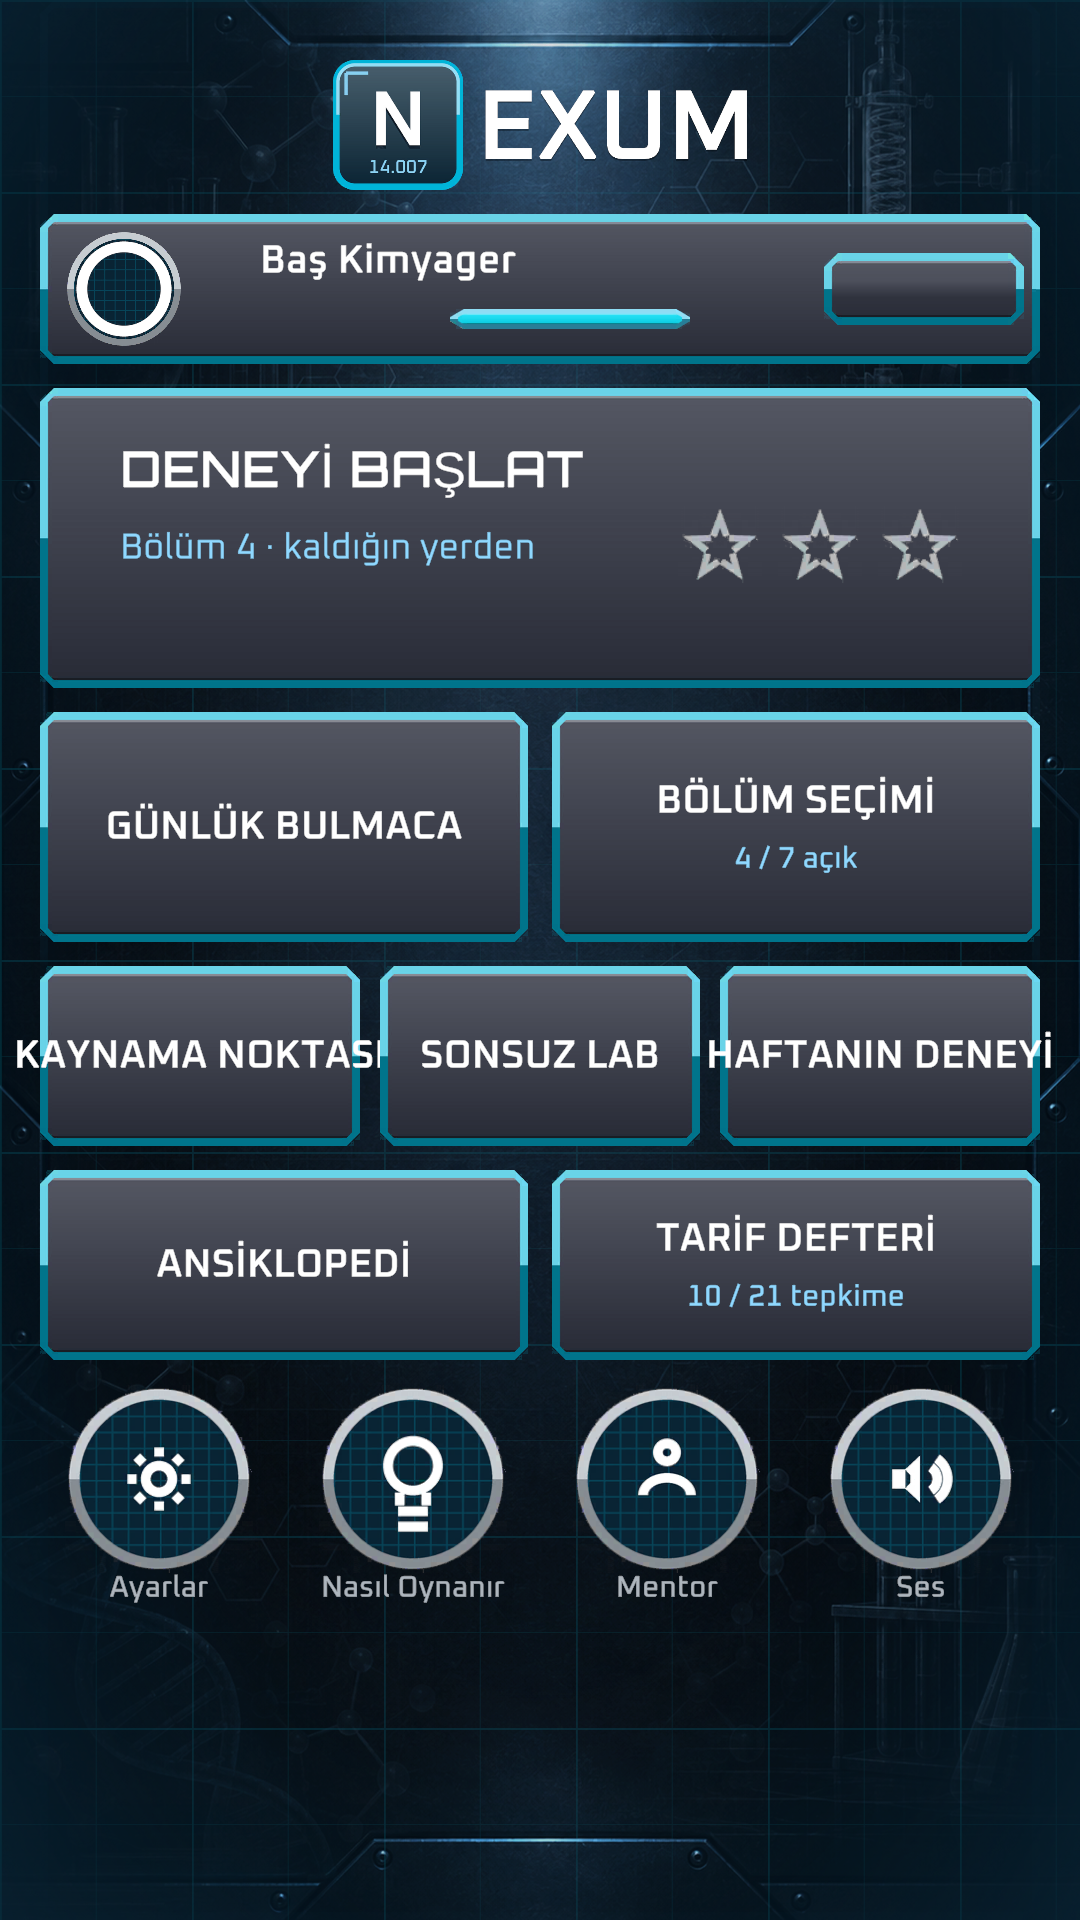 N EXUM
14.007
Baş Kimyager
DENEYİ BAŞLAT
Bölüm 4 · kaldığın yerden
GÜNLÜK BULMACA
BÖLÜM SEÇİMİ
4 / 7 açık
KAYNAMA NOKTASI
SONSUZ LAB
HAFTANIN DENEYİ
ANSİKLOPEDİ
TARİF DEFTERİ
10 / 21 tepkime
Ayarlar
Nasıl Oynanır
Mentor
Ses